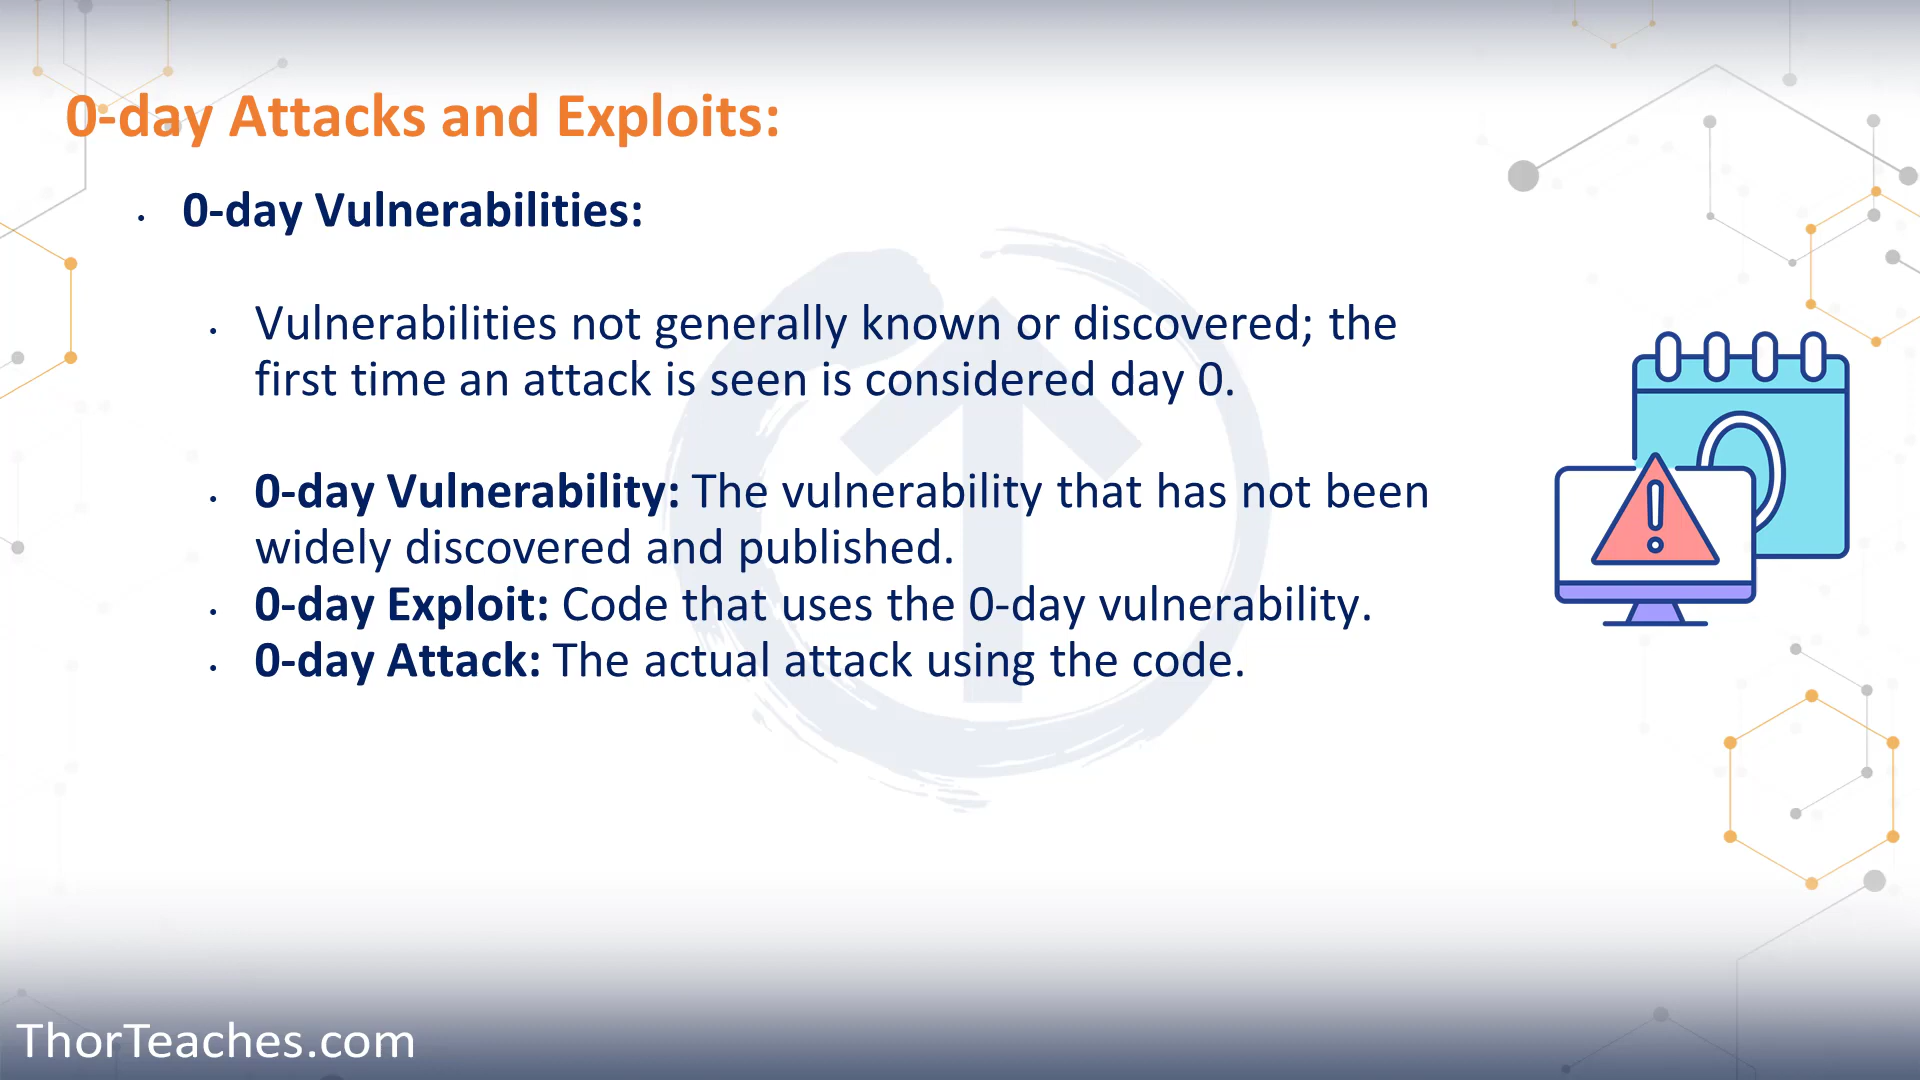 0-day Attacks and Exploits:
• 0-day Vulnerabilities:
• Vulnerabilities not generally known or discovered; the
first time an attack is seen is considered day 0.
• 0-day Vulnerability: The vulnerability that has not been
widely discovered and published.
• 0-day Exploit: Code that uses the 0-day vulnerability.
• 0-day Attack: The actual attack using the code.
ThorTeaches.com